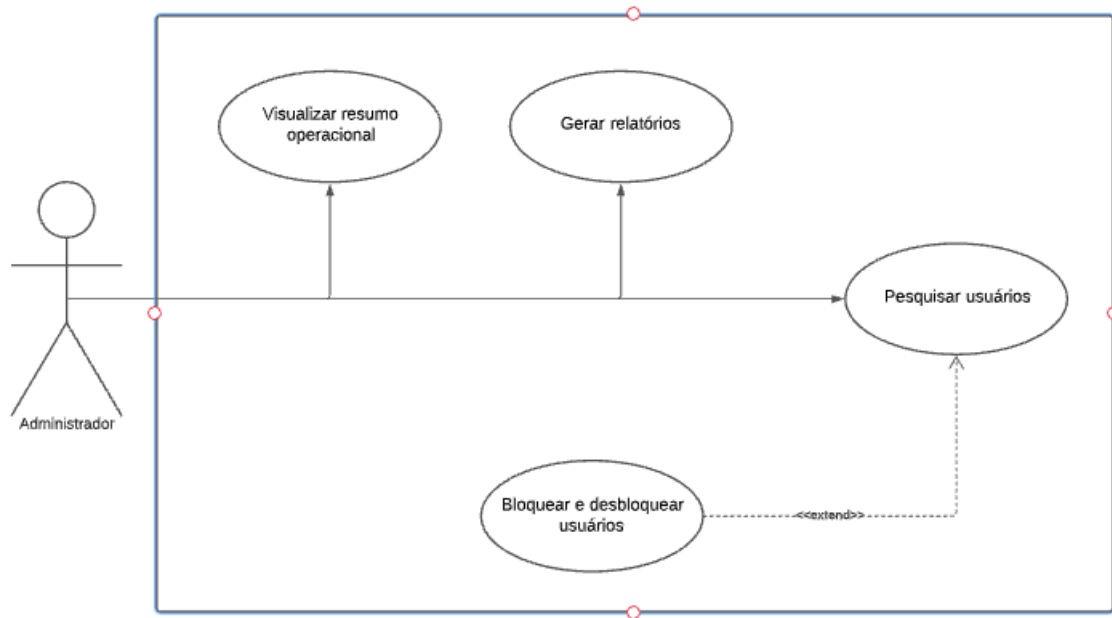 Visualizar resumo
operacional
Gerar relatórios
Pesquisar usuários
Administrador
Bloquear e desbloquear
usuários
<<extend>>